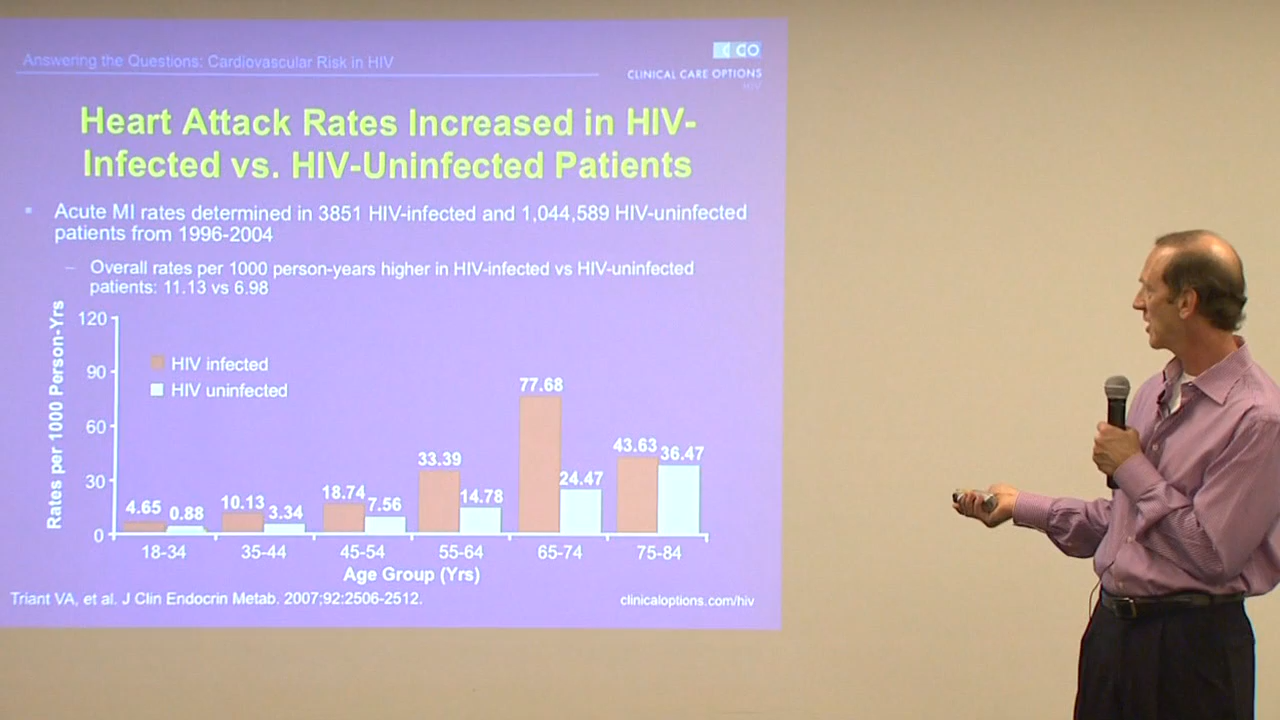 Answering the Questions: Cardiovascular Risk in HIV
CCO
CLINICAL CARE OPTIONS
HIV
Heart Attack Rates Increased in HIV-
Infected vs. HIV-Uninfected Patients
Acute MI rates determined in 3851 HIV-infected and 1,044,589 HIV-uninfected
patients from 1996-2004
– Overall rates per 1000 person-years higher in HIV-infected vs HIV-uninfected
patients: 11.13 vs 6.98
Rates per 1000 Person-Yrs
120
90
60
30
0
HIV infected
HIV uninfected
4.65 0.88
10.13 3.34
18.74 7.56
33.39 14.78
77.68 24.47
43.63 36.47
18-34 35-44 45-54 55-64 65-74 75-84
Age Group (Yrs)
Triant VA, et al. J Clin Endocrin Metab. 2007;92:2506-2512.
clinicaloptions.com/hiv